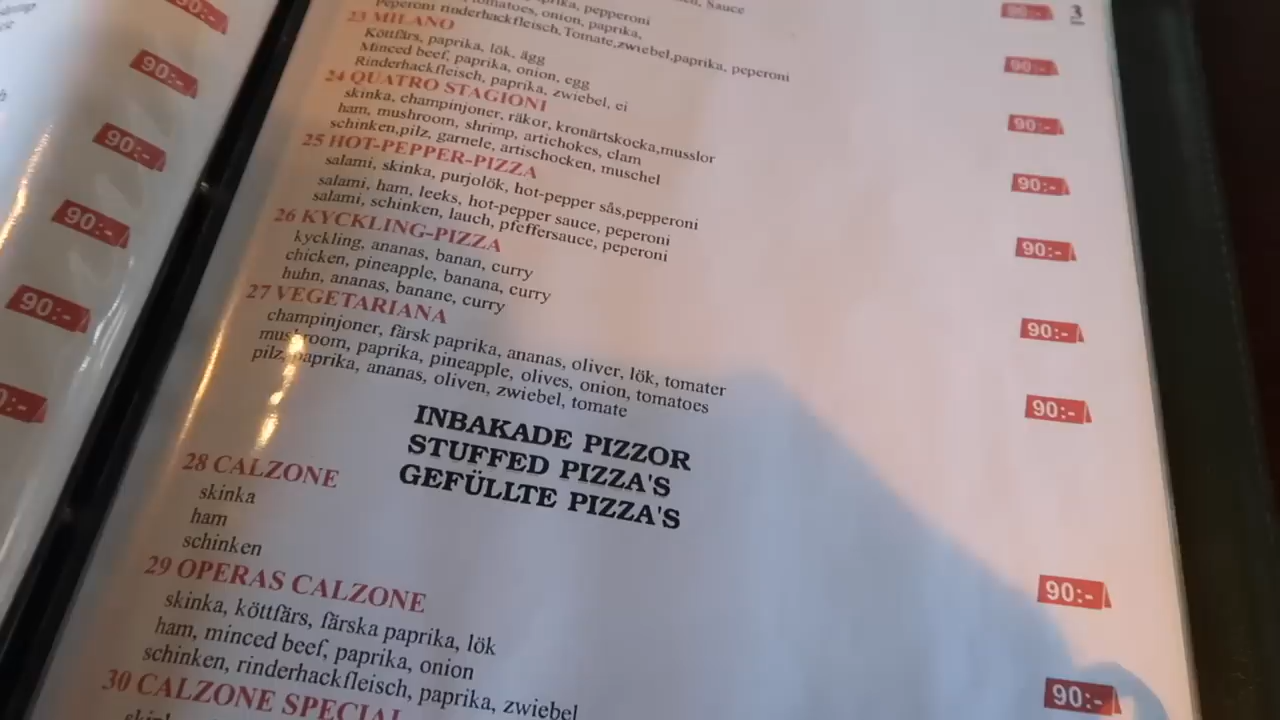 paprika, pepperoni
Sauce
tomatoes, onion, paprika,
Peperoni rinderhackfleisch, Tomate,zwiebel,paprika, peperoni
90:-
3
23 MILANO
90:-
Köttfärs, paprika, lök, ägg
Minced beef, paprika, onion, egg
Rinderhackfleisch, paprika, zwiebel, ei
24 QUATRO STAGIONI
90:-
skinka, champinjoner, räkor, kronärtskocka,musslor
ham, mushroom, shrimp, artichokes, clam
schinken,pilz, garnele, artischocken, muschel
25 HOT-PEPPER-PIZZA
90:-
salami, skinka, purjolök, hot-pepper sås,pepperoni
salami, ham, leeks, hot-pepper sauce, peperoni
salami, schinken, lauch, pfeffersauce, peperoni
26 KYCKLING-PIZZA
90:-
kyckling, ananas, banan, curry
chicken, pineapple, banana, curry
huhn, ananas, banane, curry
27 VEGETARIANA
90:-
champinjoner, färsk paprika, ananas, oliver, lök, tomater
mushroom, paprika, pineapple, olives, onion, tomatoes
pilz, paprika, ananas, oliven, zwiebel, tomate
90:-
INBAKADE PIZZOR
STUFFED PIZZA'S
GEFÜLLTE PIZZA'S
28 CALZONE
90:-
skinka
ham
schinken
29 OPERAS CALZONE
90:-
skinka, köttfärs, färska paprika, lök
ham, minced beef, paprika, onion
schinken, rinderhackfleisch, paprika, zwiebel
30 CALZONE SPECIAL
90:-
90:-
90:-
90:-